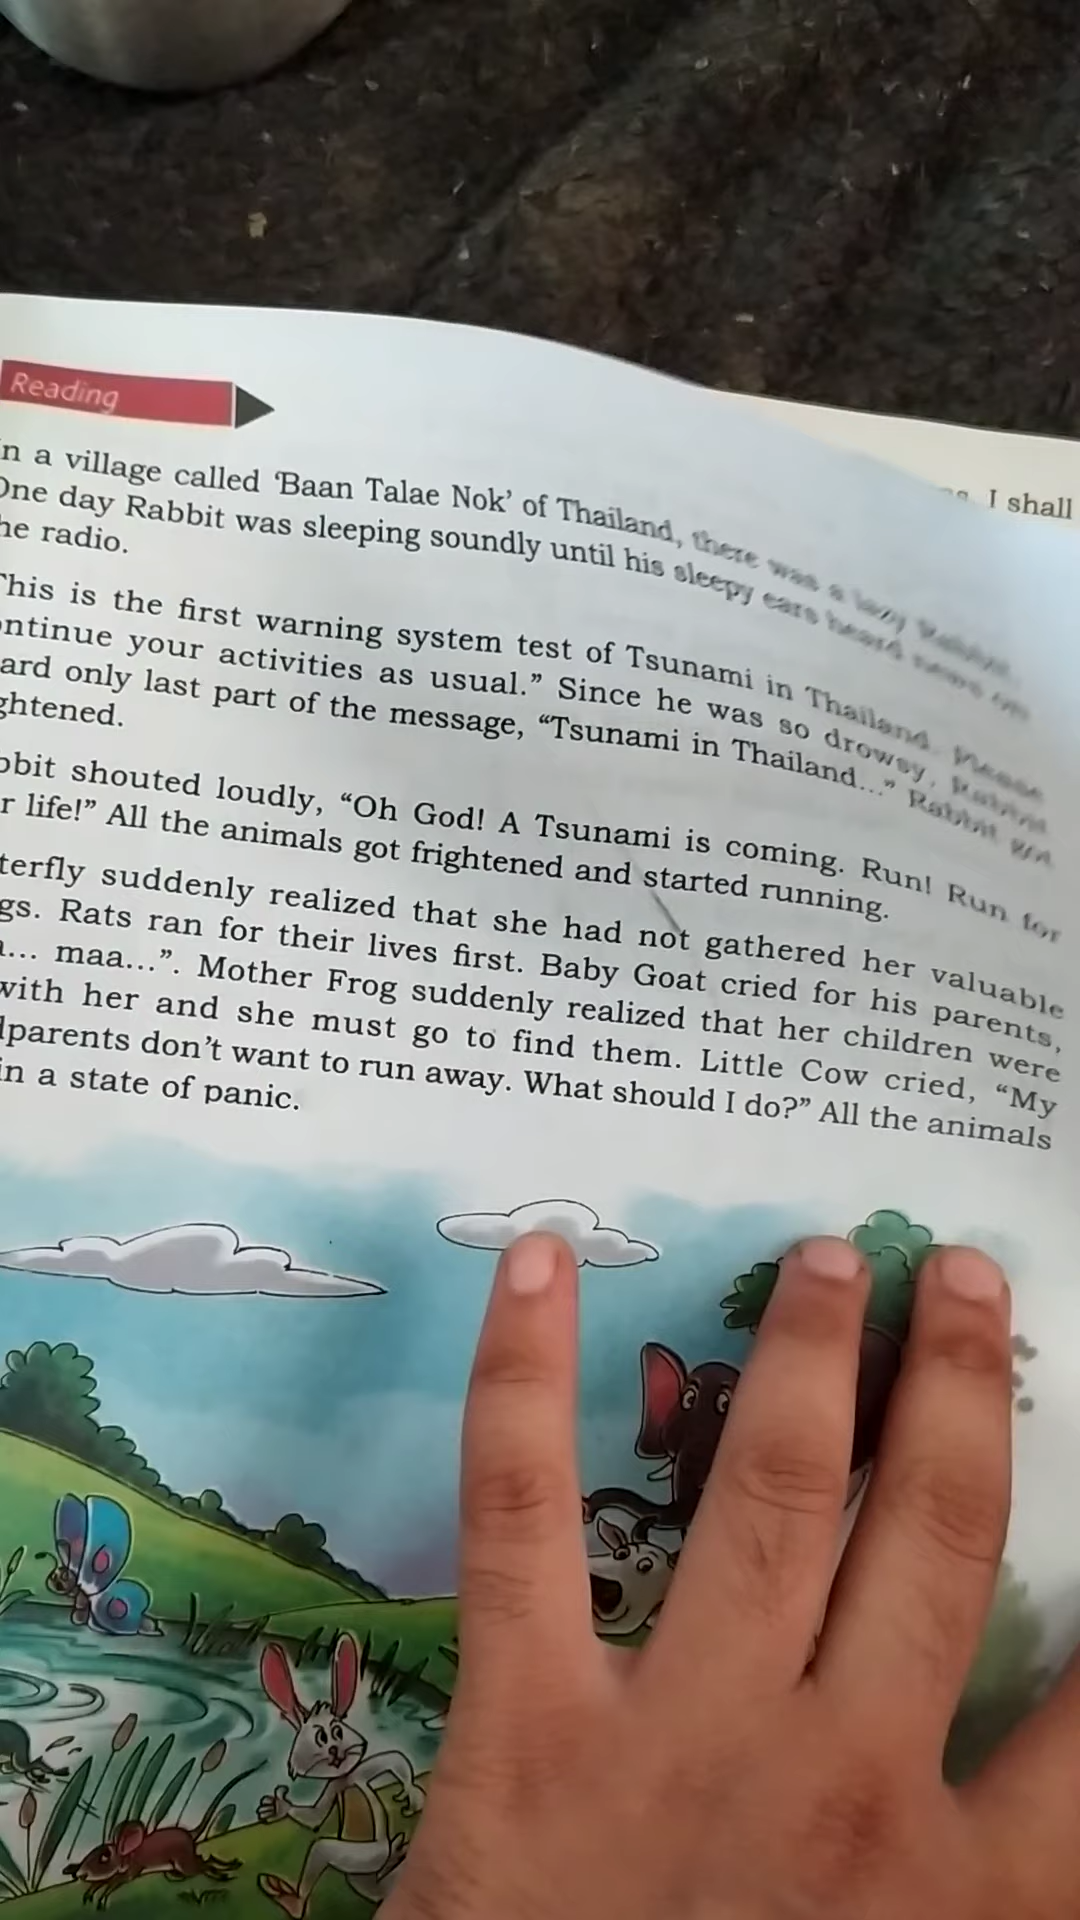 Reading
I shall
n a village called ‘Baan Talae Nok’ of Thailand, there was a lazy Rabbit.
One day Rabbit was sleeping soundly until his sleepy ears heard news on
he radio.
This is the first warning system test of Tsunami in Thailand. Please
ontinue your activities as usual.” Since he was so drowsy, Rabbit
ard only last part of the message, “Tsunami in Thailand...” Rabbit got
ghtened.
bbit shouted loudly, “Oh God! A Tsunami is coming. Run! Run for
r life!” All the animals got frightened and started running.
terfly suddenly realized that she had not gathered her valuable
gs. Rats ran for their lives first. Baby Goat cried for his parents,
... maa...”. Mother Frog suddenly realized that her children were
with her and she must go to find them. Little Cow cried, “My
dparents don’t want to run away. What should I do?” All the animals
in a state of panic.